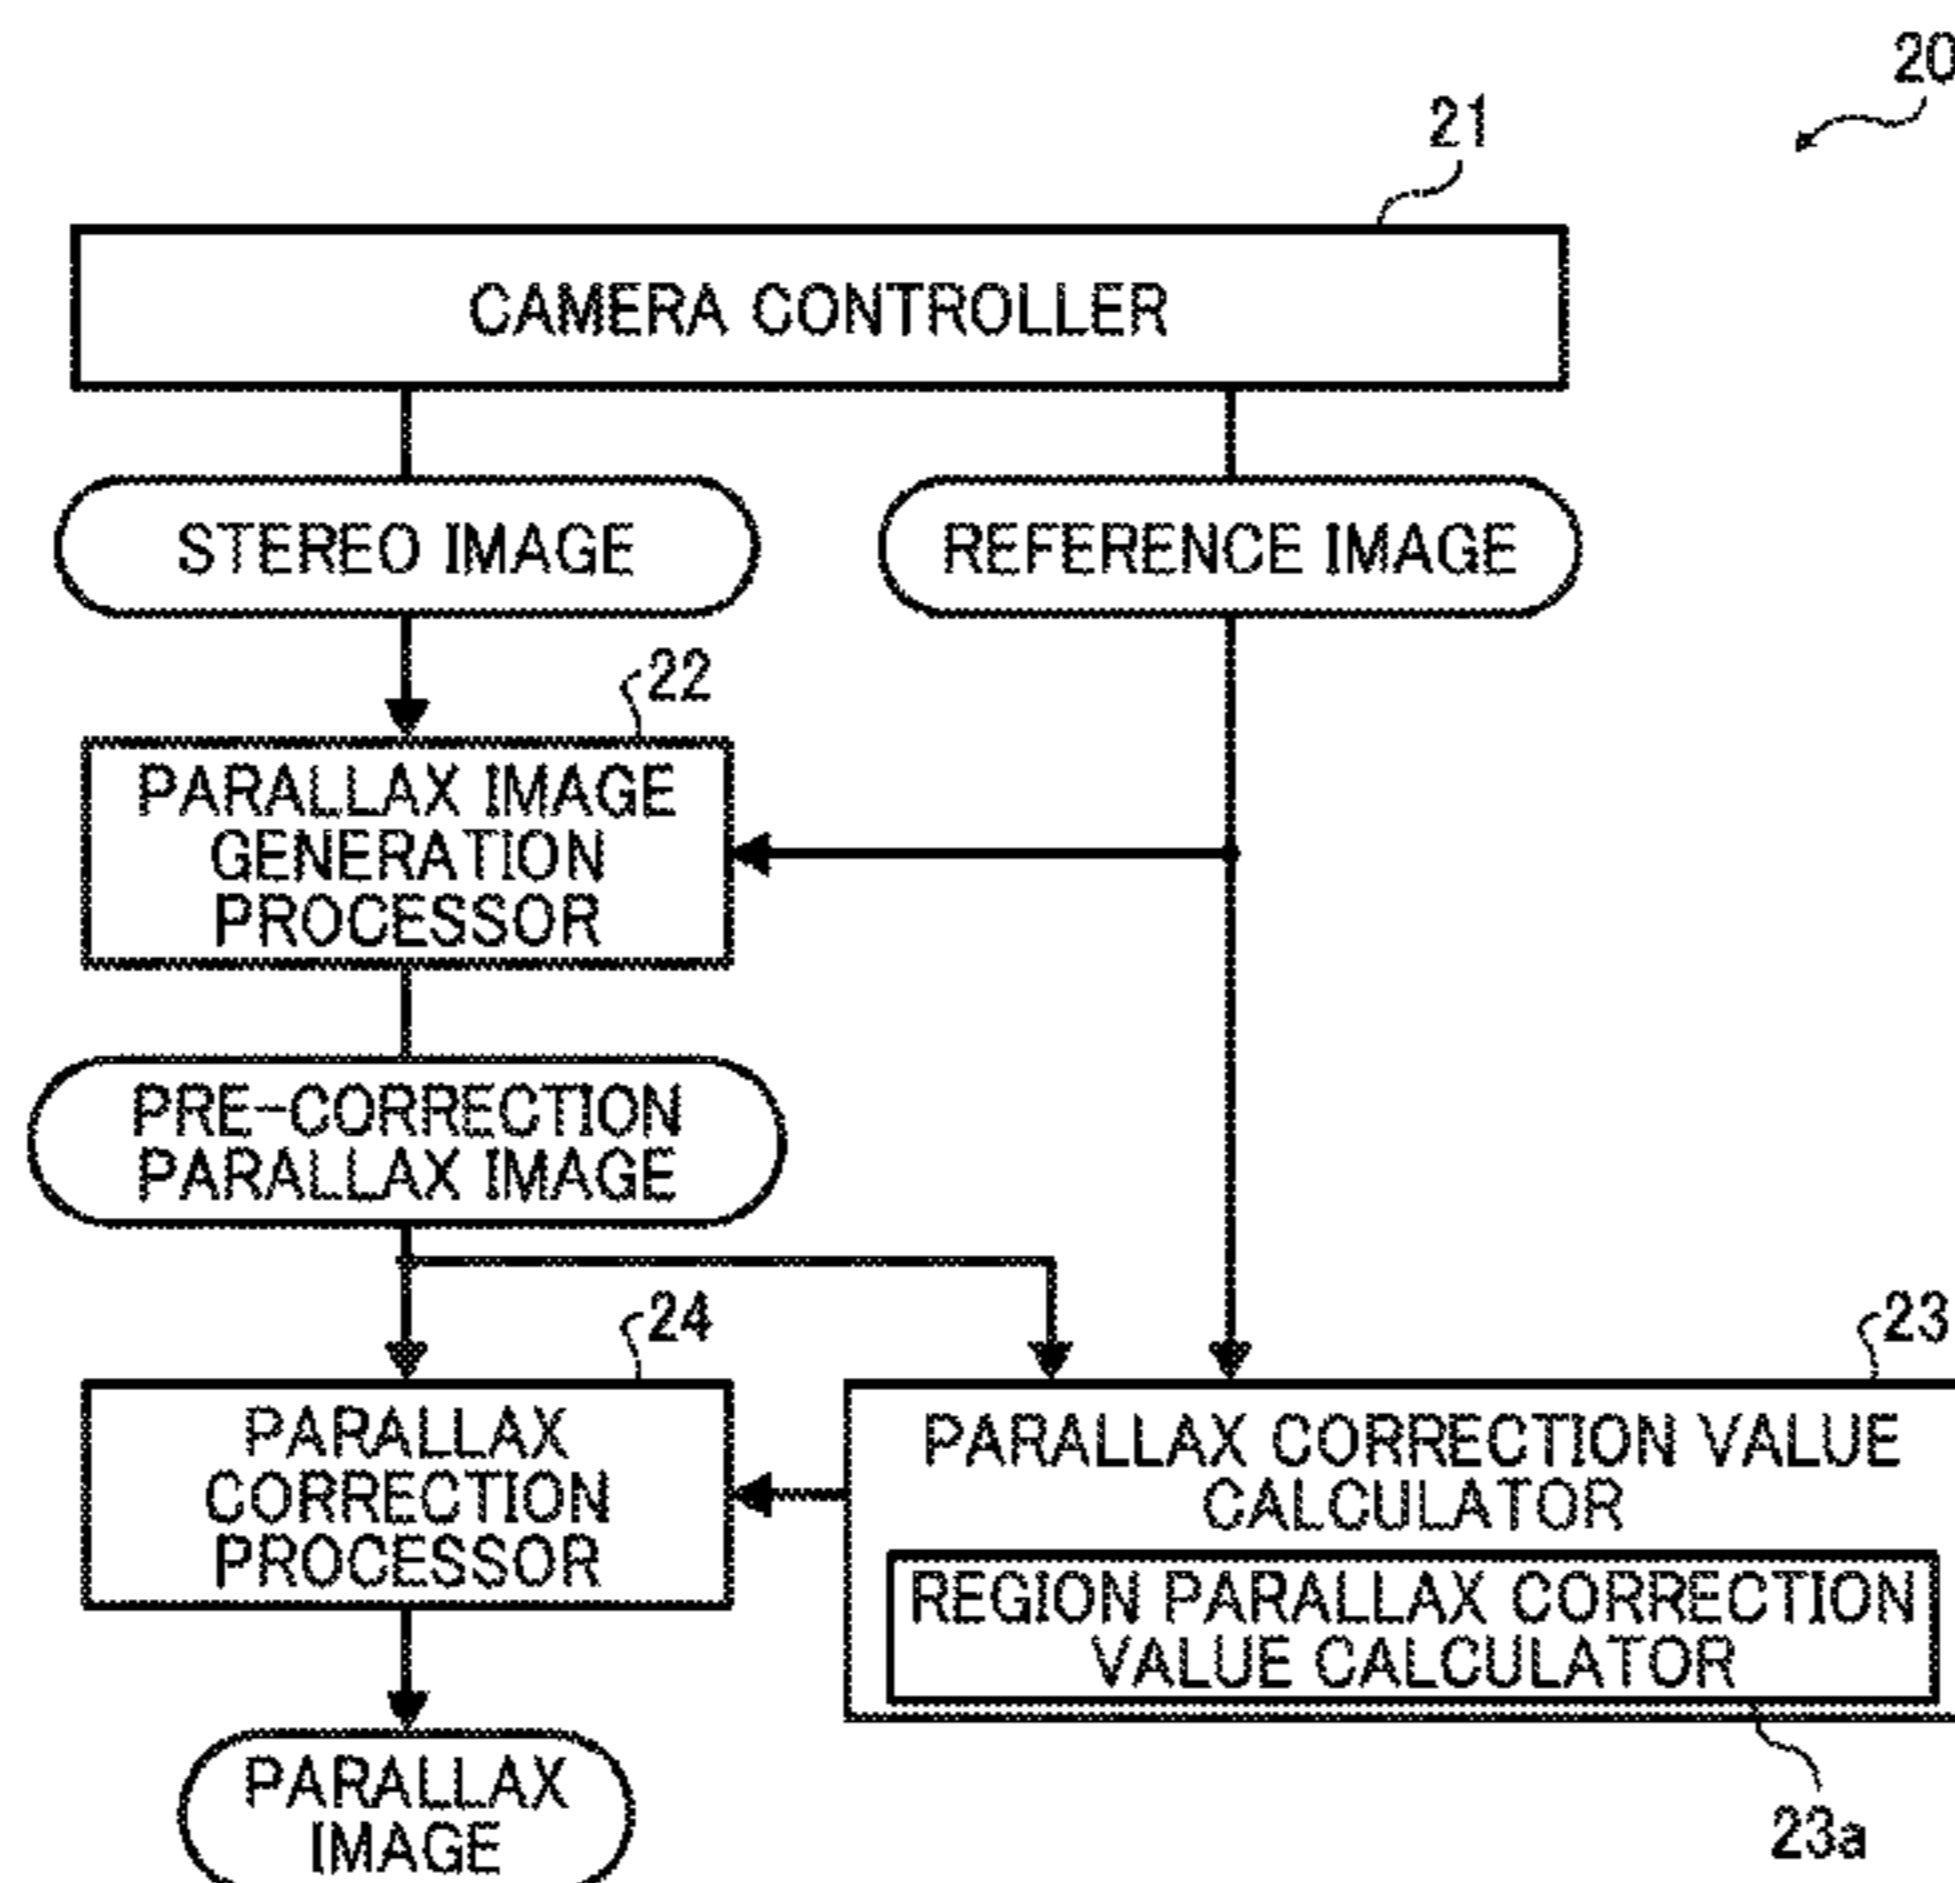 20
21
CAMERA CONTROLLER
STEREO IMAGE
REFERENCE IMAGE
22
PARALLAX IMAGE
GENERATION
PROCESSOR
PRE-CORRECTION
PARALLAX IMAGE
24
23
PARALLAX
CORRECTION
PROCESSOR
PARALLAX CORRECTION VALUE
CALCULATOR
REGION PARALLAX CORRECTION
VALUE CALCULATOR
23a
PARALLAX
IMAGE